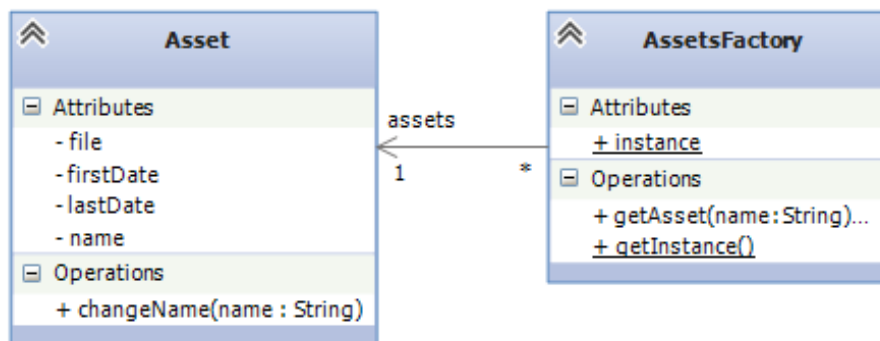 Asset
Attributes
- file
- firstDate
- lastDate
- name
Operations
+ changeName(name : String)
assets
1
*
AssetsFactory
Attributes
+ instance
Operations
+ getAsset(name:String)...
+ getInstance()